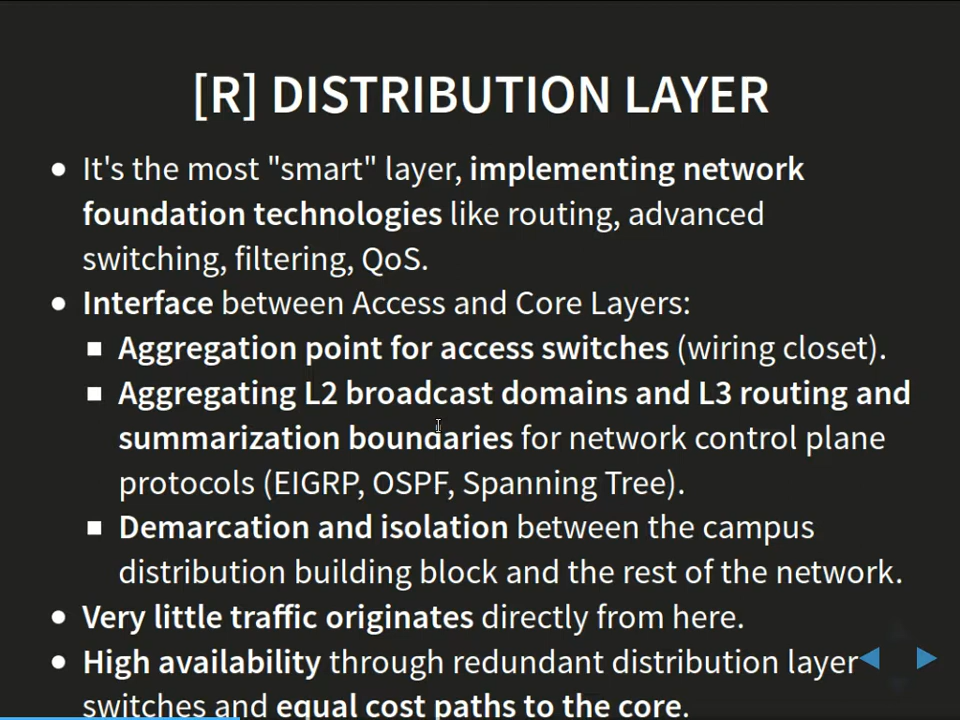 [R] DISTRIBUTION LAYER
• It's the most "smart" layer, implementing network
foundation technologies like routing, advanced
switching, filtering, QoS.
• Interface between Access and Core Layers:
▪ Aggregation point for access switches (wiring closet).
▪ Aggregating L2 broadcast domains and L3 routing and
summarization boundaries for network control plane
protocols (EIGRP, OSPF, Spanning Tree).
▪ Demarcation and isolation between the campus
distribution building block and the rest of the network.
• Very little traffic originates directly from here.
• High availability through redundant distribution layer
switches and equal cost paths to the core.